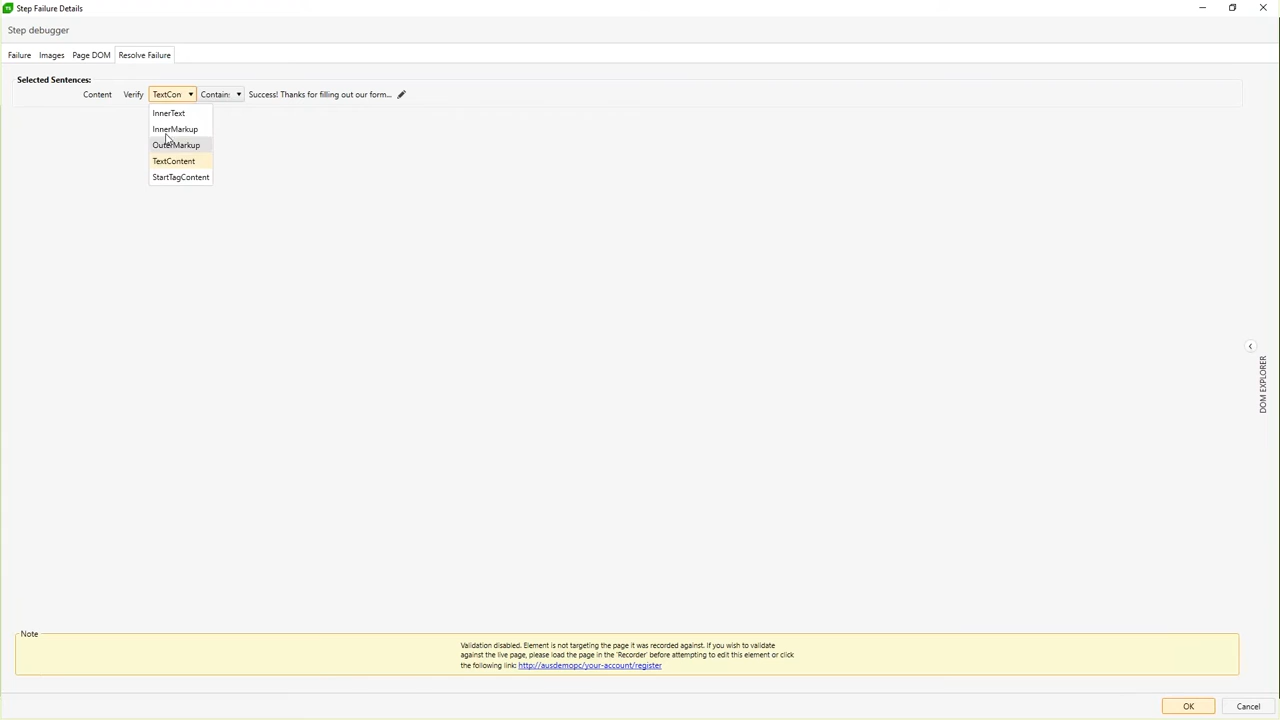 Step Failure Details
Step debugger
Failure Images Page DOM Resolve Failure
Selected Sentences:
Content Verify TextCon Contain: Success! Thanks for filling out our form...
InnerText
InnerMarkup
OuterMarkup
TextContent
StartTagContent
DOM EXPLORER
Note
Validation disabled. Element is not targeting the page it was recorded against. If you wish to validate
against the live page, please load the page in the 'Recorder' before attempting to edit this element or click
the following link: http://ausdemopc/your-account/register
OK Cancel